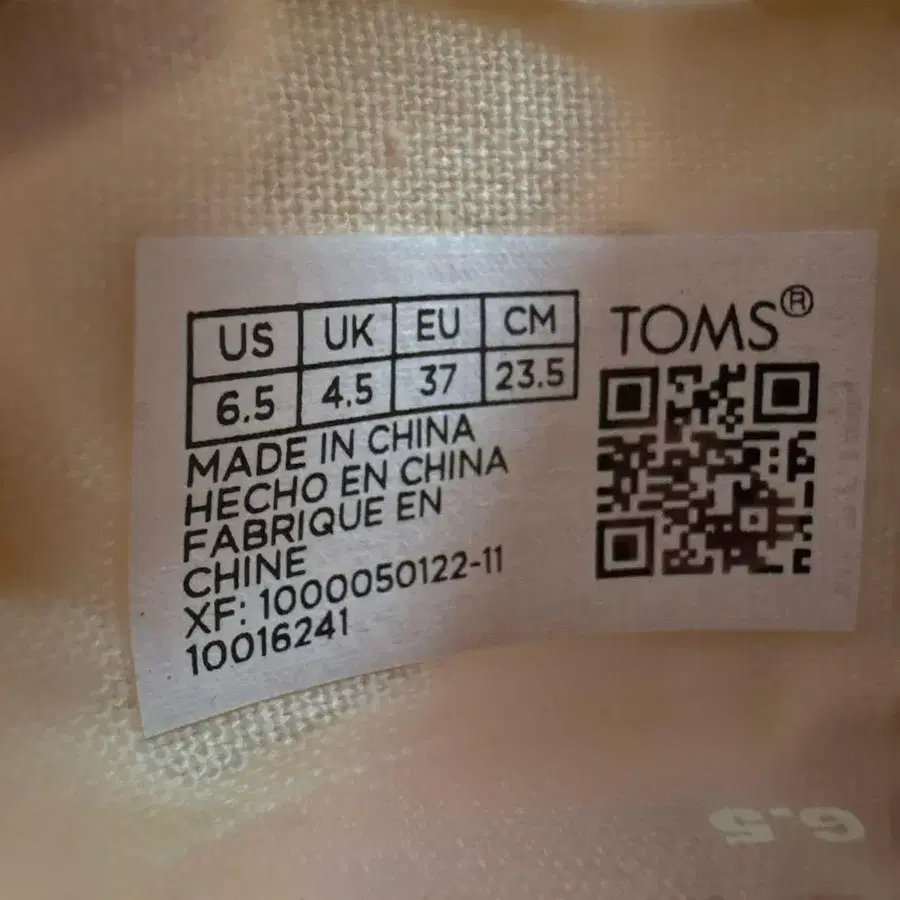 US UK EU CM
6.5 4.5 37 23.5
MADE IN CHINA
HECHO EN CHINA
FABRIQUE EN
CHINE
XF: 1000050122-11
10016241
TOMS®
6.5